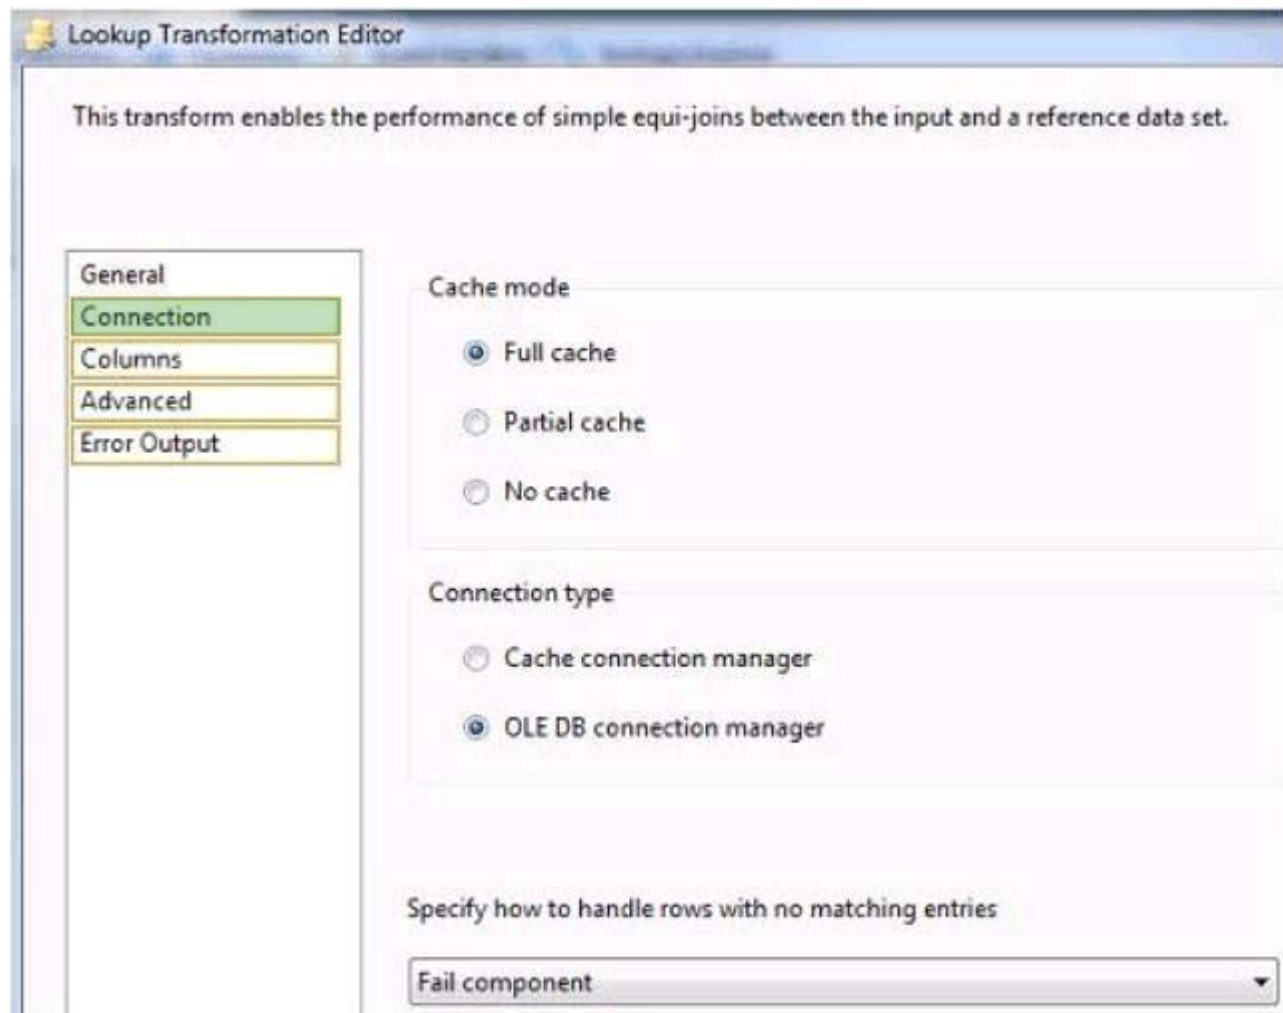 Lookup Transformation Editor
This transform enables the performance of simple equi-joins between the input and a reference data set.
General
Connection
Columns
Advanced
Error Output
Cache mode
Full cache
Partial cache
No cache
Connection type
Cache connection manager
OLE DB connection manager
Specify how to handle rows with no matching entries
Fail component